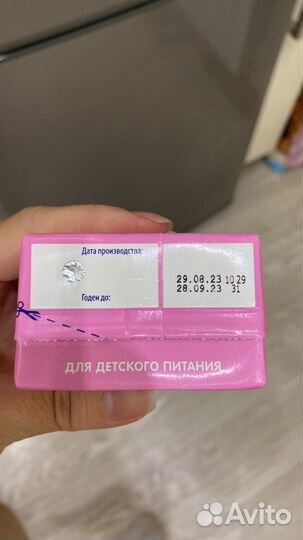 Дата производства:
29.08.23 10 29
Годен до:
28.09.23 31
ДЛЯ ДЕТСКОГО ПИТАНИЯ
Avito